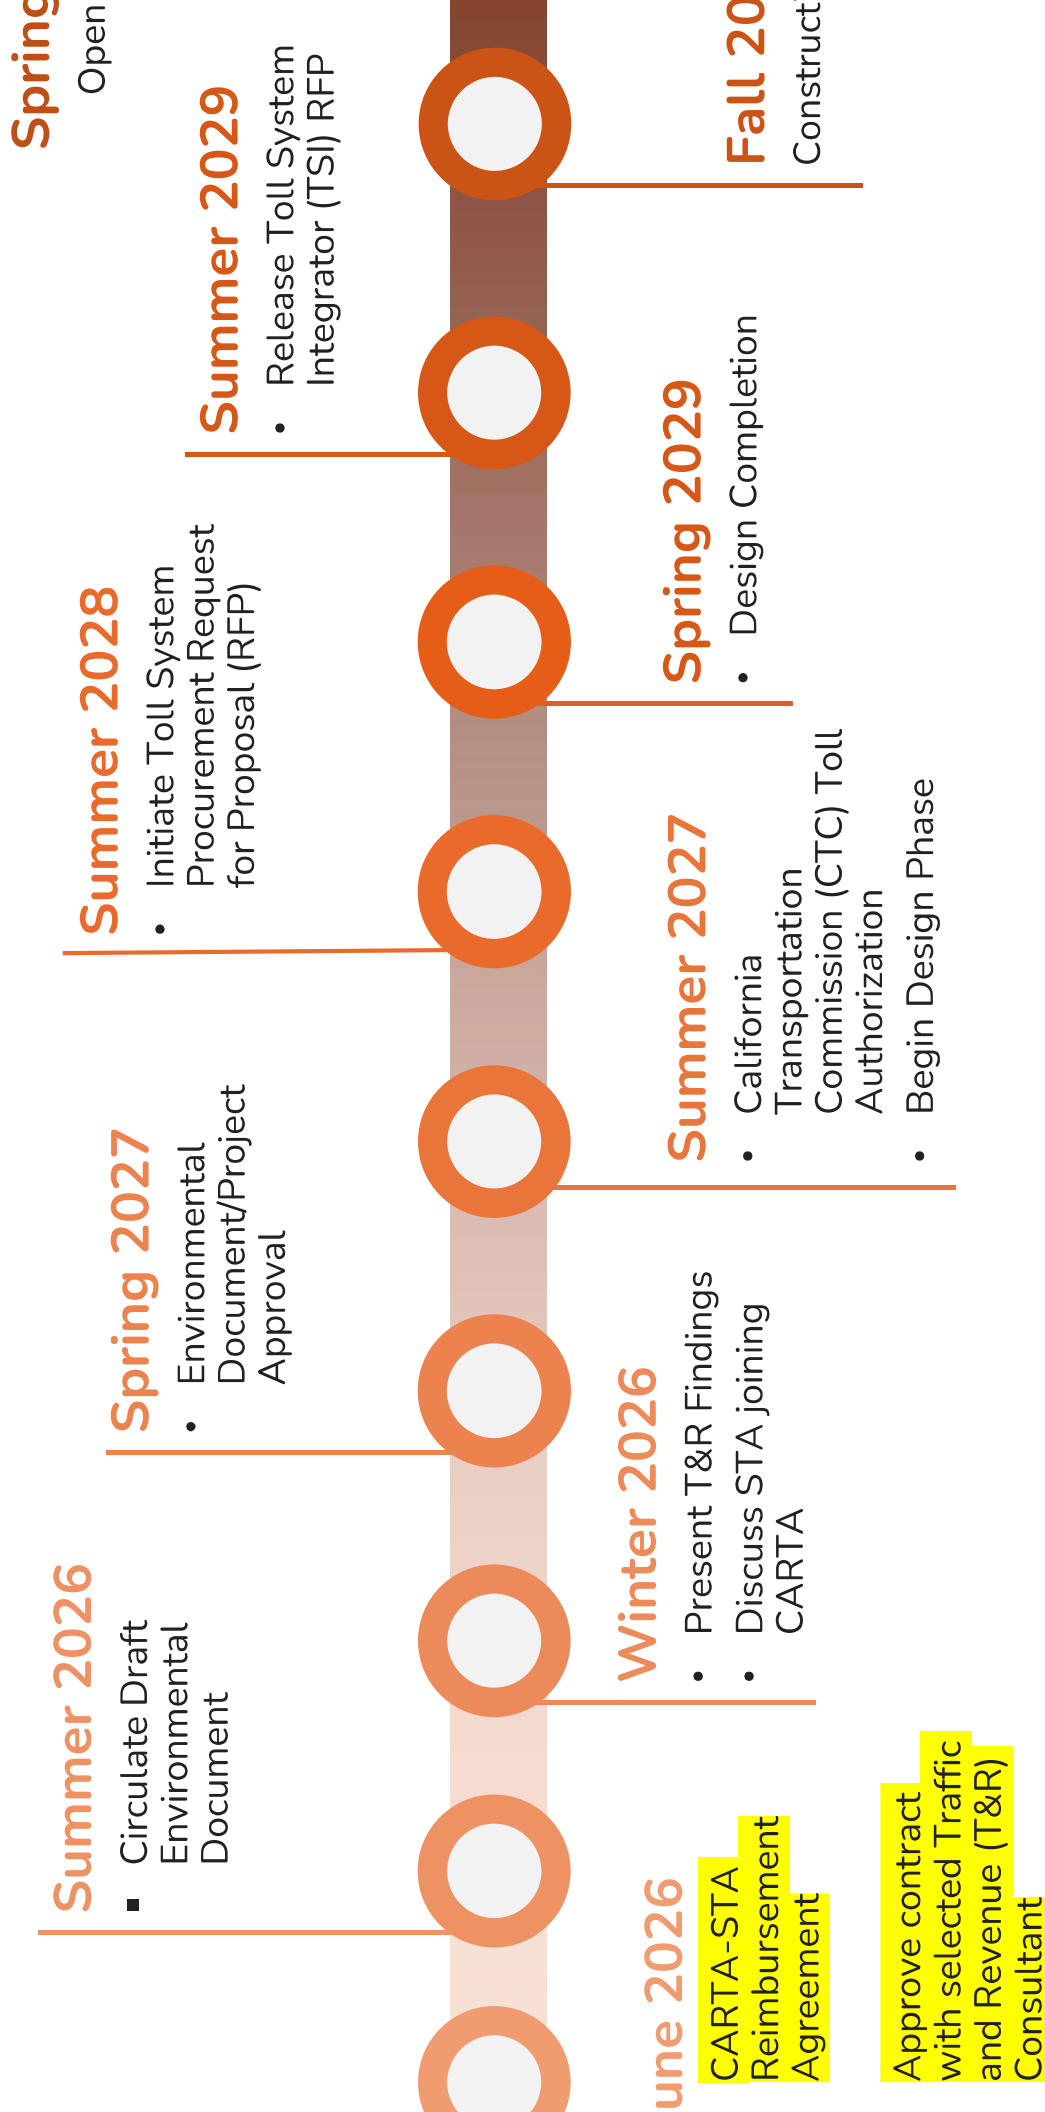 une 2026
CARTA-STA
Reimbursement
Agreement
Approve contract
with selected Traffic
and Revenue (T&R)
Consultant
Summer 2026
▪ Circulate Draft
Environmental
Document
Winter 2026
• Present T&R Findings
• Discuss STA joining
CARTA
Spring 2027
• Environmental
Document/Project
Approval
Summer 2027
• California
Transportation
Commission (CTC) Toll
Authorization
• Begin Design Phase
Summer 2028
• Initiate Toll System
Procurement Request
for Proposal (RFP)
Spring 2029
• Design Completion
Summer 2029
• Release Toll System
Integrator (TSI) RFP
Fall 20
Constructi
Spring
Open